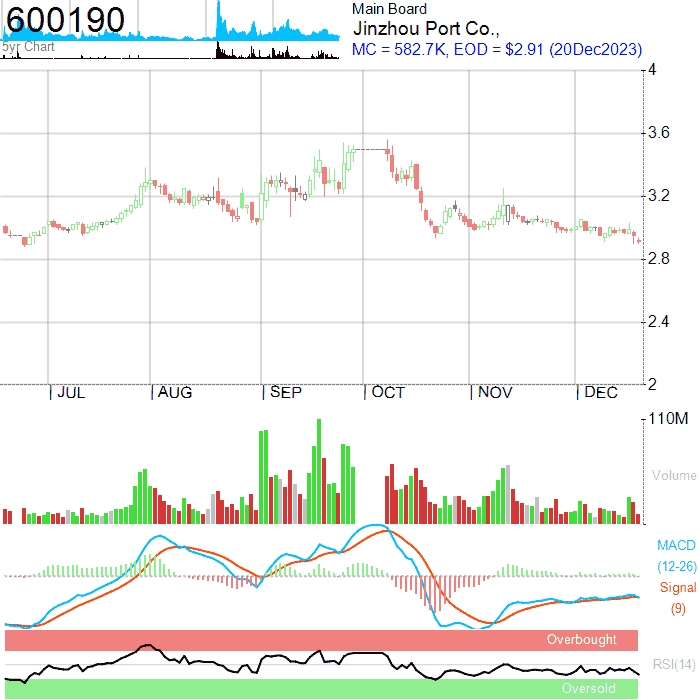 600190
5yr Chart
Main Board
Jinzhou Port Co.,
MC = 582.7K, EOD = $2.91 (20Dec2023)
4
3.6
3.2
2.8
2.4
2
JUL
AUG
SEP
OCT
NOV
DEC
110M
Volume
MACD
(12-26)
Signal
(9)
Overbought
RSI(14)
Oversold